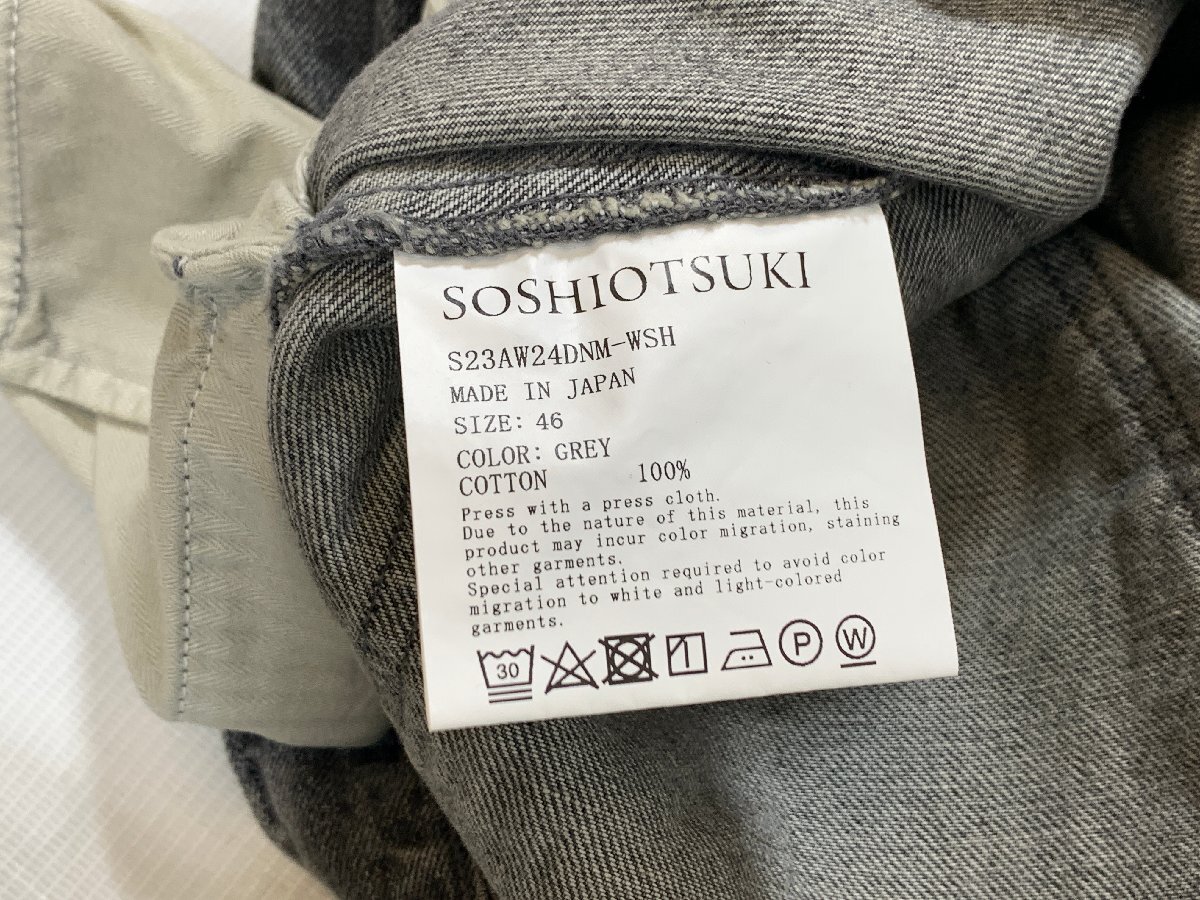 SOSHIOTSUKI
S23AW24DNM-WSH
MADE IN JAPAN
SIZE: 46
COLOR: GREY
COTTON 100%
Press with a press cloth.
Due to the nature of this material, this
product may incur color migration, staining
other garments.
Special attention required to avoid color
migration to white and light-colored
garments.
30 P W